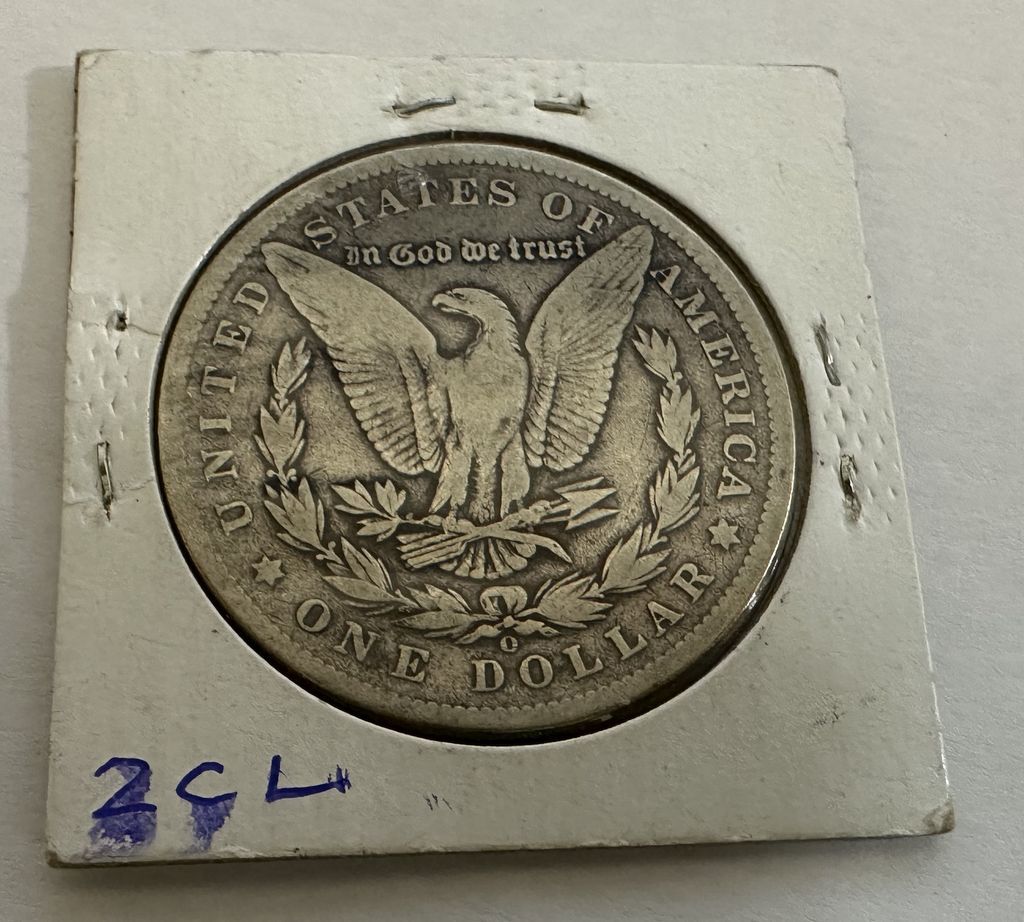 UNITED STATES OF AMERICA
In God we trust
O
ONE DOLLAR
2CL